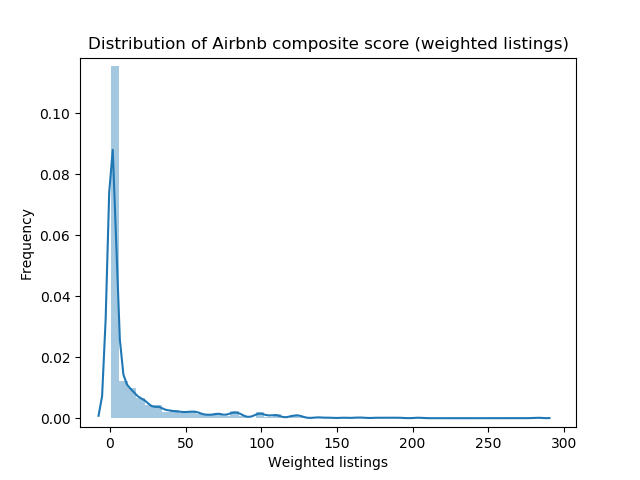 Distribution of Airbnb composite score (weighted listings)
0.10
0.08
0.06
0.04
0.02
0.00
Frequency
0 50 100 150 200 250 300
Weighted listings